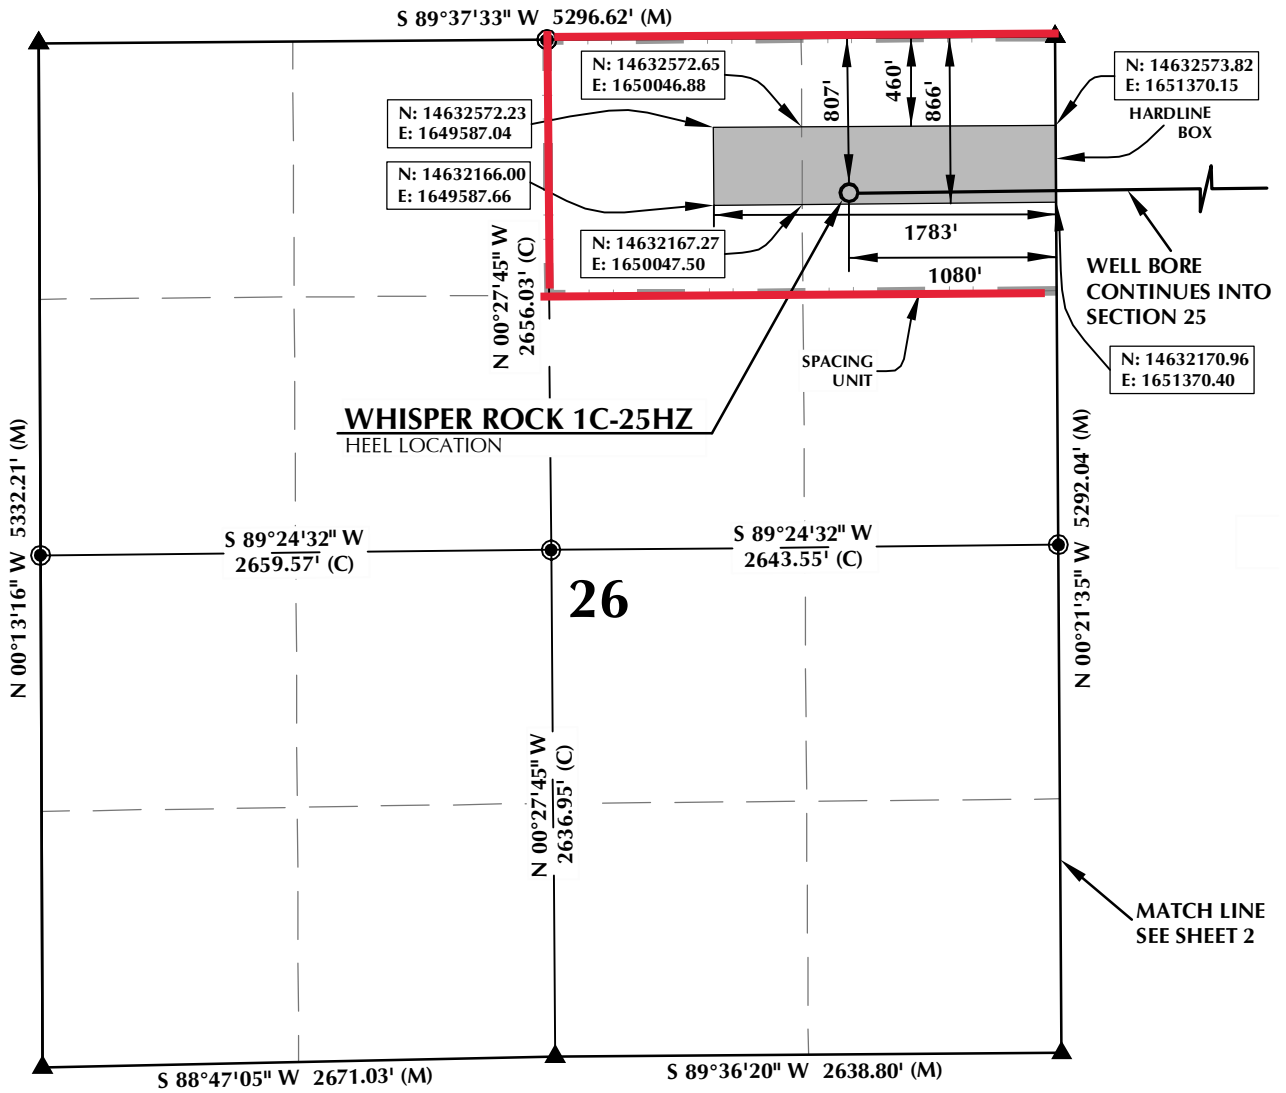 S 89°37'33" W 5296.62' (M)
N: 14632572.65
E: 1650046.88
N: 14632573.82
E: 1651370.15
807'
460'
866'
N: 14632572.23
E: 1649587.04
HARDLINE
BOX
N: 14632166.00
E: 1649587.66
1783'
N: 14632167.27
E: 1650047.50
1080'
N 00°27'45" W
2656.03' (C)
WELL BORE
CONTINUES INTO
SECTION 25
SPACING
UNIT
N: 14632170.96
E: 1651370.40
WHISPER ROCK 1C-25HZ
HEEL LOCATION
N 00°13'16" W 5332.21' (M)
N 00°21'35" W 5292.04' (M)
S 89°24'32" W
2659.57' (C)
S 89°24'32" W
2643.55' (C)
26
N 00°27'45" W
2636.95' (C)
MATCH LINE
SEE SHEET 2
S 88°47'05" W 2671.03' (M)
S 89°36'20" W 2638.80' (M)